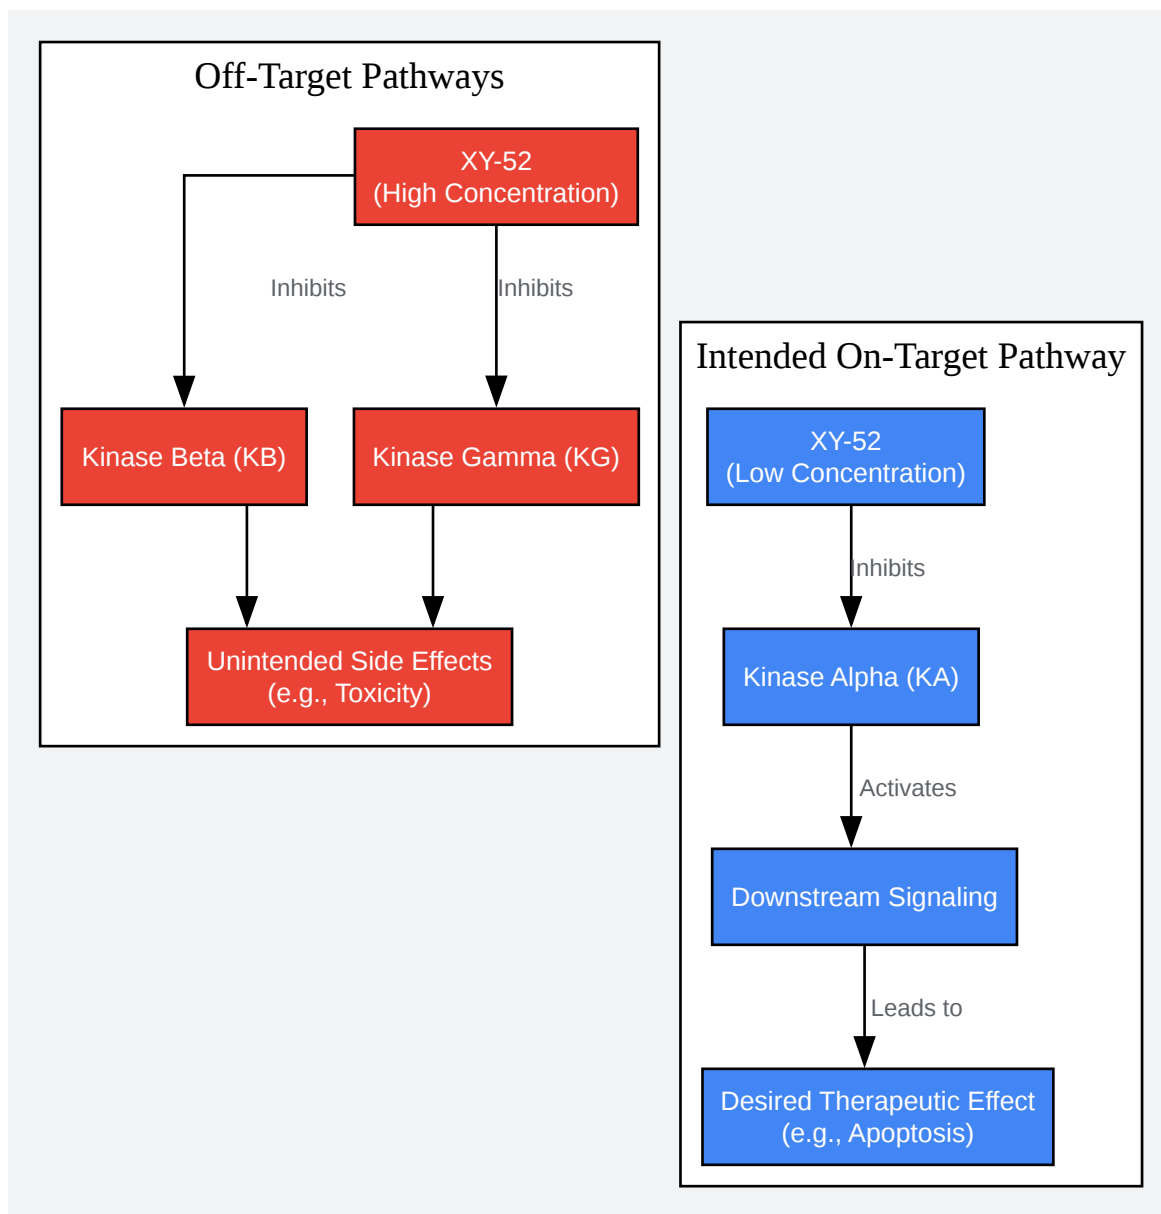 Off-Target Pathways
XY-52
(High Concentration)
Inhibits
Inhibits
Kinase Beta (KB)
Kinase Gamma (KG)
Unintended Side Effects
(e.g., Toxicity)
Intended On-Target Pathway
XY-52
(Low Concentration)
Inhibits
Kinase Alpha (KA)
Activates
Downstream Signaling
Leads to
Desired Therapeutic Effect
(e.g., Apoptosis)